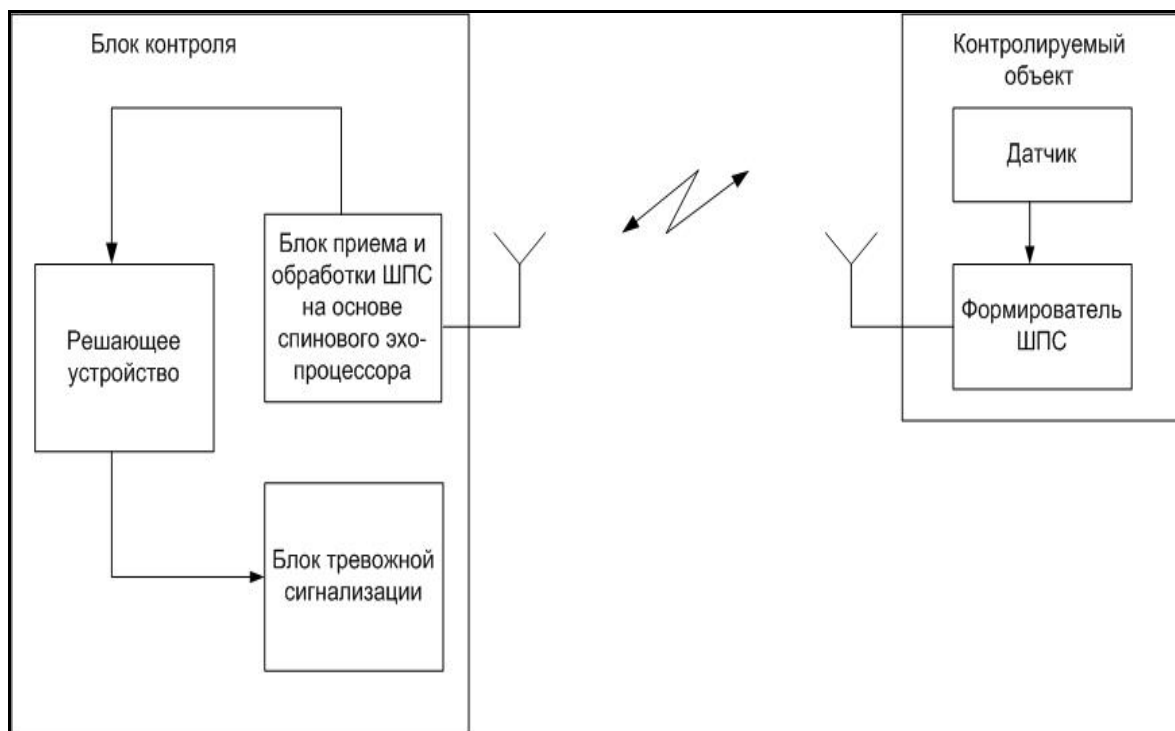 Блок контроля
Контролируемый
объект
Датчик
Блок приема и
обработки ШПС
на основе
спинового эхо-
процессора
Формирователь
ШПС
Решающее
устройство
Блок тревожной
сигнализации